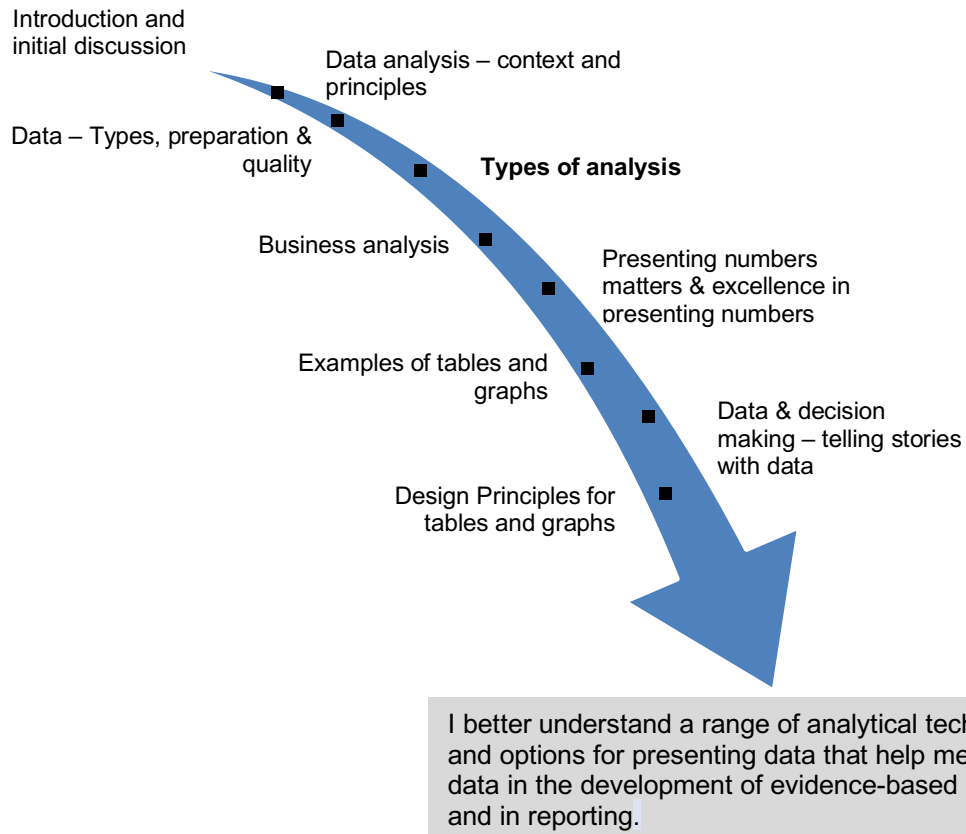 Introduction and
initial discussion
Data analysis – context and
principles
Data – Types, preparation &
quality
Types of analysis
Business analysis
Presenting numbers
matters & excellence in
presenting numbers
Examples of tables and
graphs
Data & decision
making – telling stories
with data
Design Principles for
tables and graphs
I better understand a range of analytical
and options for presenting data that help me
data in the development of evidence-based
and in reporting.